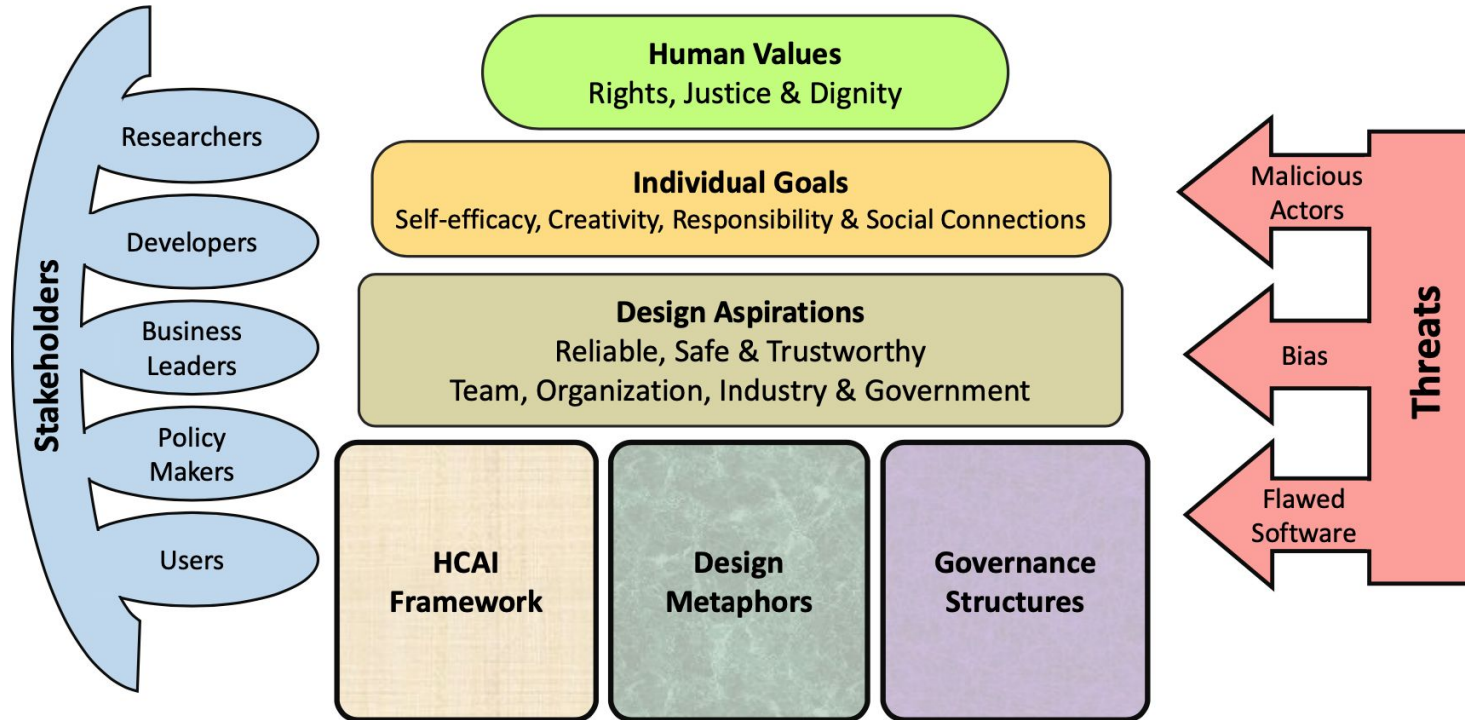 Stakeholders
Researchers
Developers
Business
Leaders
Policy
Makers
Users
Human Values
Rights, Justice & Dignity
Individual Goals
Self-efficacy, Creativity, Responsibility & Social Connections
Design Aspirations
Reliable, Safe & Trustworthy
Team, Organization, Industry & Government
HCAI
Framework
Design
Metaphors
Governance
Structures
Malicious
Actors
Bias
Flawed
Software
Threats